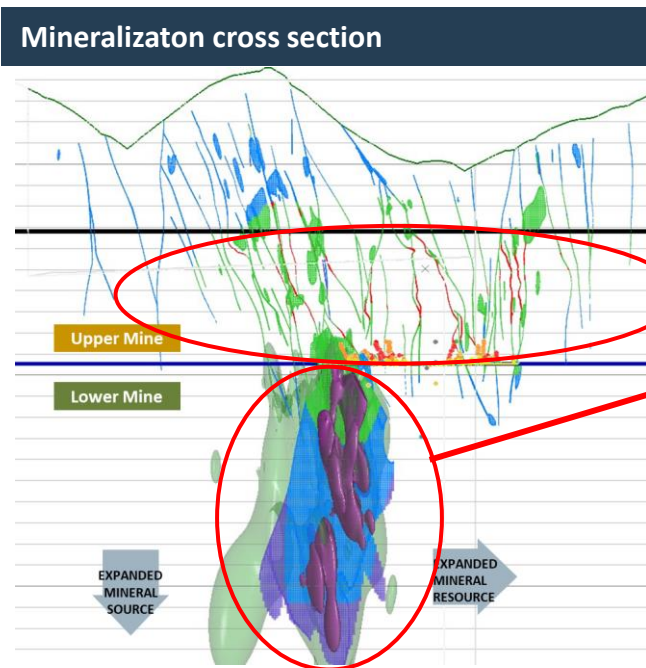 Mineralizaton cross section
Upper Mine
Lower Mine
EXPANDED
MINERAL
SOURCE
EXPANDED
MINERAL
RESOURCE